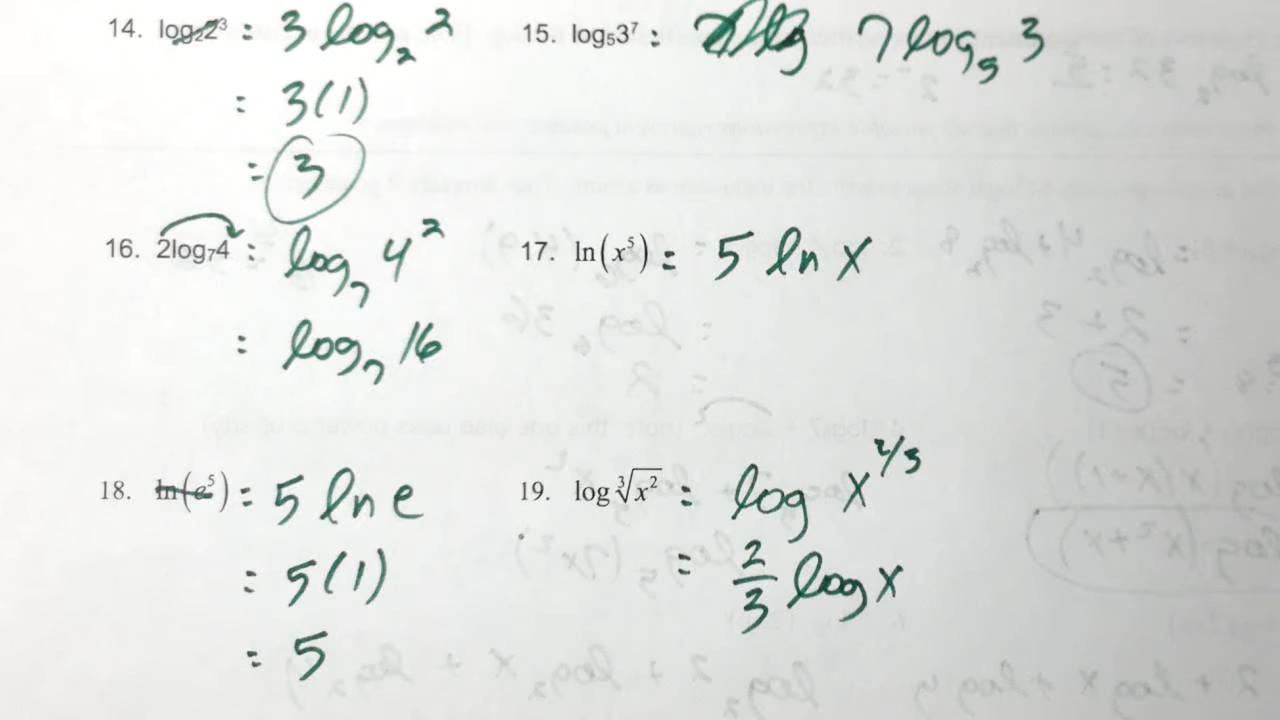 14. log₂2³ = 3 log₂ 2
= 3(1)
= 3
15. log₅3⁷ = 7 log₅ 3
16. 2log₇4 = log₇ 4²
= log₇ 16
17. ln(x⁵) = 5 ln x
18. ln(e⁵) = 5 ln e
= 5(1)
= 5
19. log ∛x² = log x^2/3
= 2/3 log x